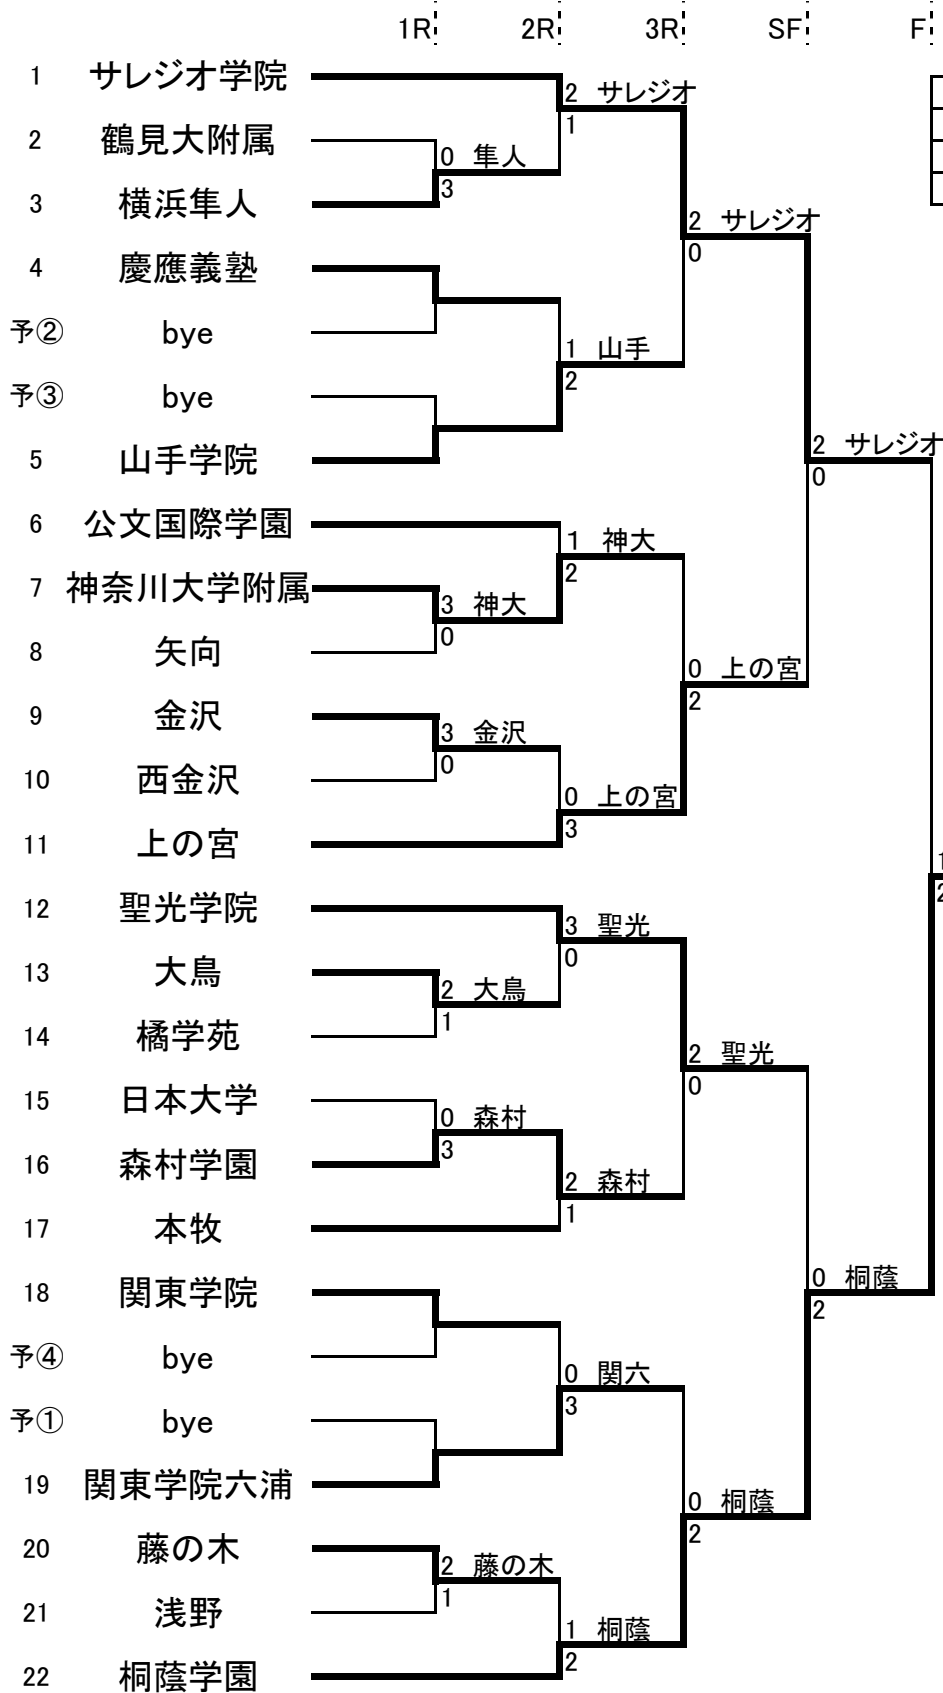 1R 2R 3R SF F
1 サレジオ学院
2 サレジオ
1
2 鶴見大附属
0 隼人
3
3 横浜隼人
2 サレジオ
0
4 慶應義塾
予② bye
1 山手
2
予③ bye
5 山手学院
2 サレジオ
0
6 公文国際学園
1 神大
2
7 神奈川大学附属
3 神大
0
8 矢向
0 上の宮
2
9 金沢
3 金沢
0
10 西金沢
0 上の宮
3
11 上の宮
1
2
12 聖光学院
3 聖光
0
13 大鳥
2 大鳥
1
14 橘学苑
2 聖光
0
15 日本大学
0 森村
3
16 森村学園
2 森村
1
17 本牧
18 関東学院
0 桐蔭
2
予④ bye
0 関六
3
予① bye
19 関東学院六浦
0 桐蔭
2
20 藤の木
2 藤の木
1
21 浅野
1 桐蔭
2
22 桐蔭学園